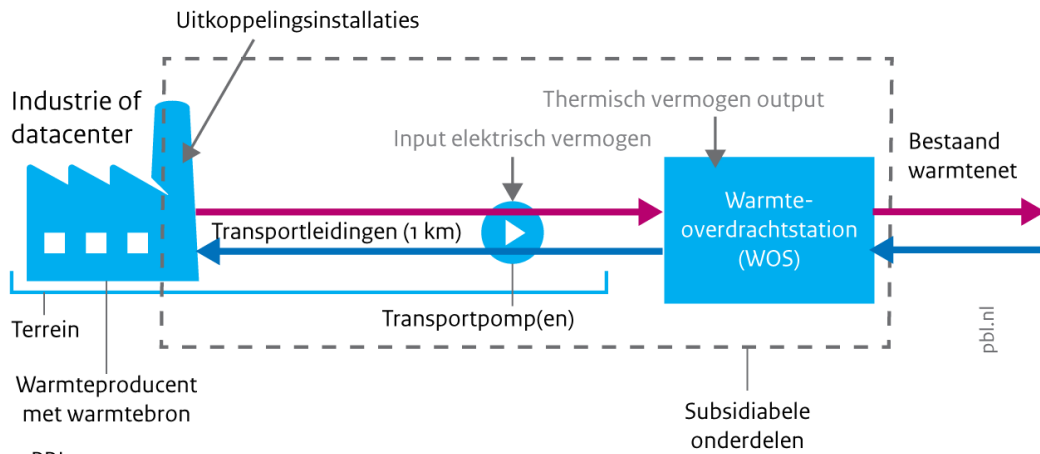 Uitkoppelingsinstallaties
Industrie of
datacenter
Thermisch vermogen output
Input elektrisch vermogen
Bestaand
warmtenet
Warmte-
overdrachtstation
(WOS)
Transportleidingen (1 km)
Terrein
Transportpomp(en)
pbl.nl
Warmteproducent
met warmtebron
Subsidiabele
onderdelen